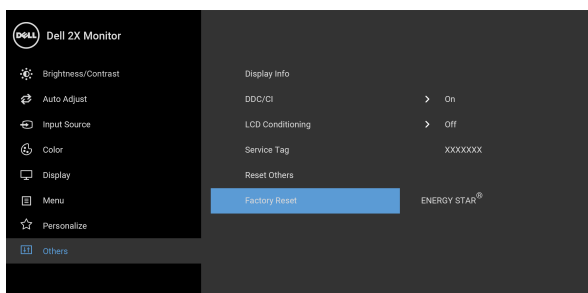 DELL Dell 2X Monitor
Brightness/Contrast Display Info
Auto Adjust DDC/CI > On
Input Source LCD Conditioning > Off
Color Service Tag XXXXXXX
Display Reset Others
Menu Factory Reset ENERGY STAR®
Personalize
Others